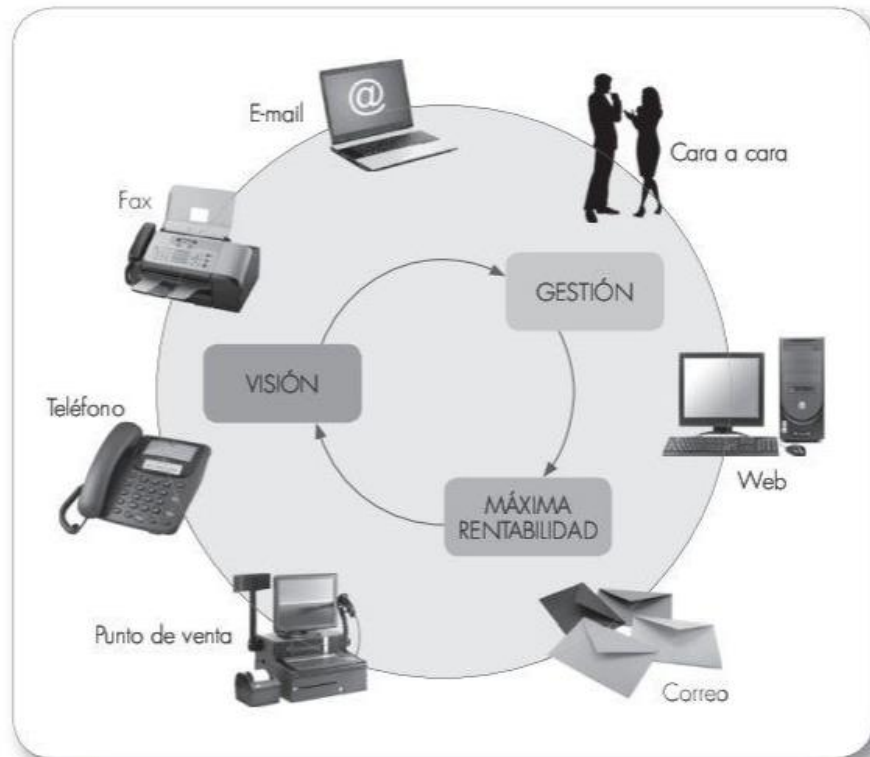 E-mail
@
Cara a cara
Fax
GESTIÓN
VISIÓN
Teléfono
Web
MÁXIMA
RENTABILIDAD
Punto de venta
Correo